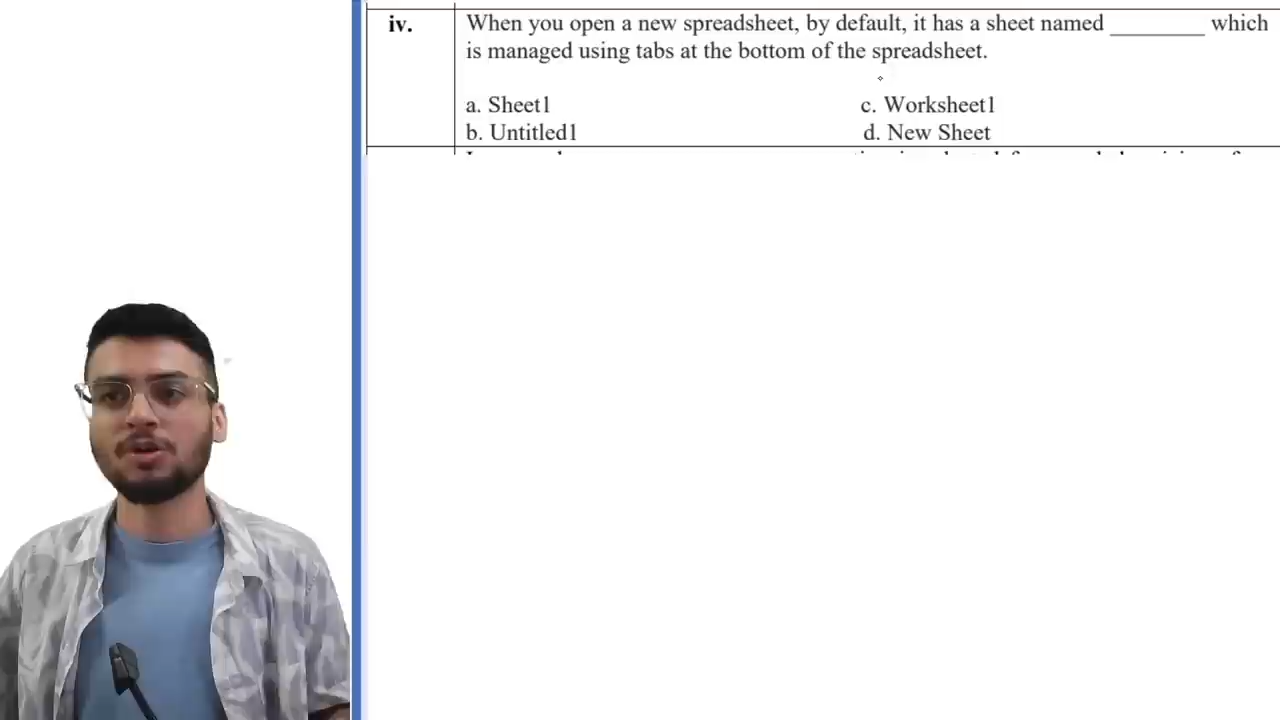 iv. When you open a new spreadsheet, by default, it has a sheet named ________ which
is managed using tabs at the bottom of the spreadsheet.
a. Sheet1 c. Worksheet1
b. Untitled1 d. New Sheet